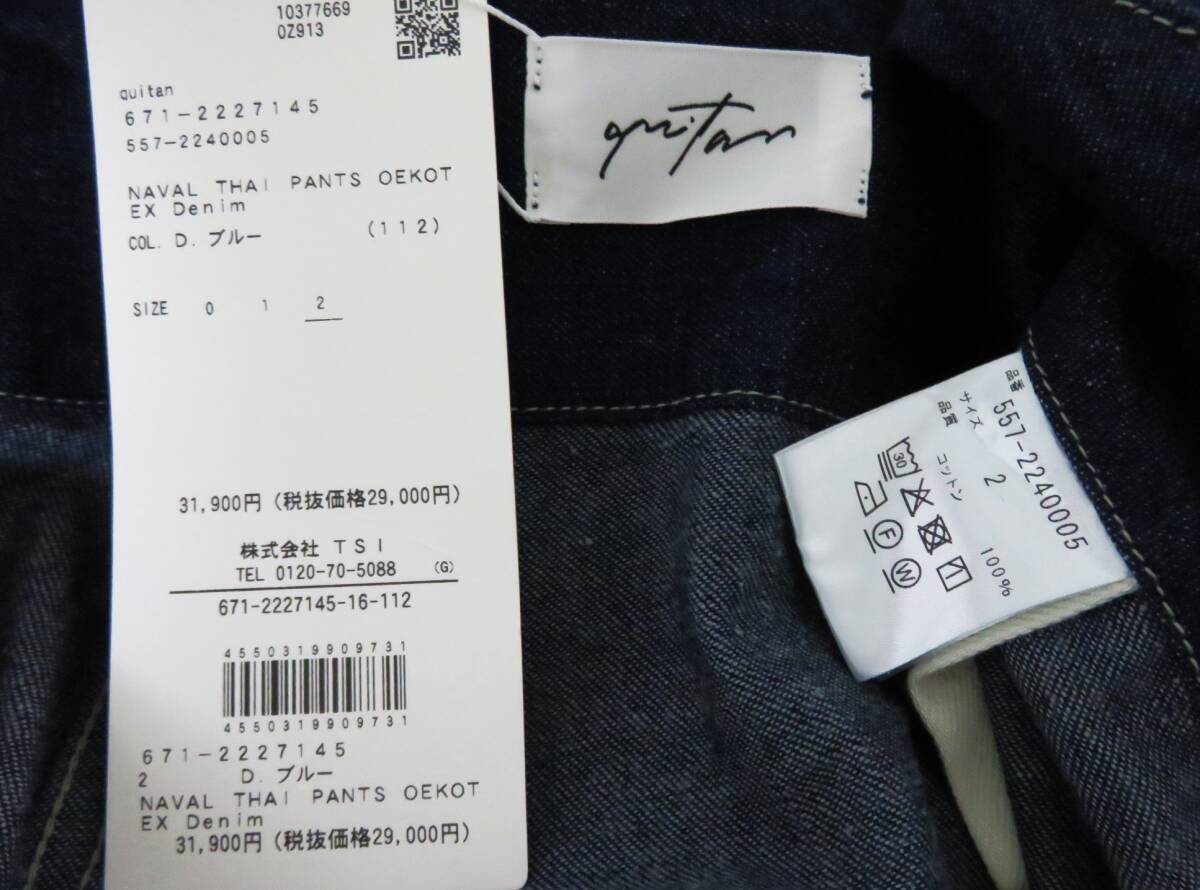 10377669
0Z913
quitan
671-2227145
557-2240005
NAVAL THAI PANTS OEKOT
EX Denim
COL. D. ブルー (112)
SIZE 0 1 2
31,900円 (税抜価格29,000円)
株式会社 TSI
TEL 0120-70-5088 (G)
671-2227145-16-112
4550319909731
4550319909731
671-2227145
2 D. ブルー
NAVAL THAI PANTS OEKOT
EX Denim
31,900円 (税抜価格29,000円)
quitan
品番 557-2240005
サイズ 2
品質 コットン 100%
30
F
W